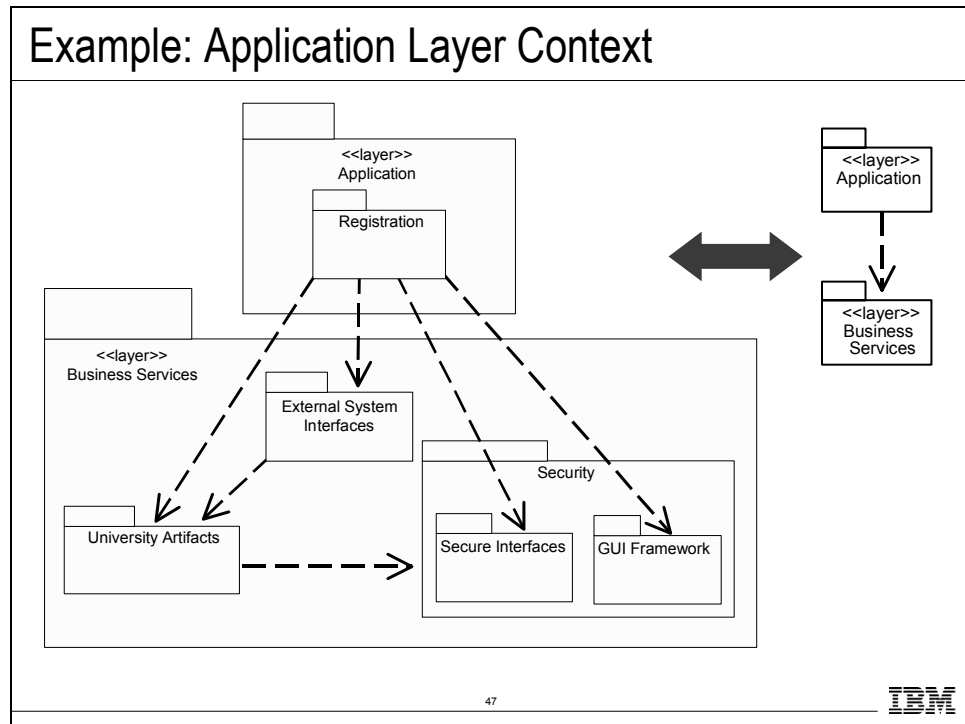 Example: Application Layer Context
<<layer>>
Application
Registration
<<layer>>
Business Services
External System
Interfaces
Security
University Artifacts
Secure Interfaces
GUI Framework
<<layer>>
Application
<<layer>>
Business
Services
47
IBM